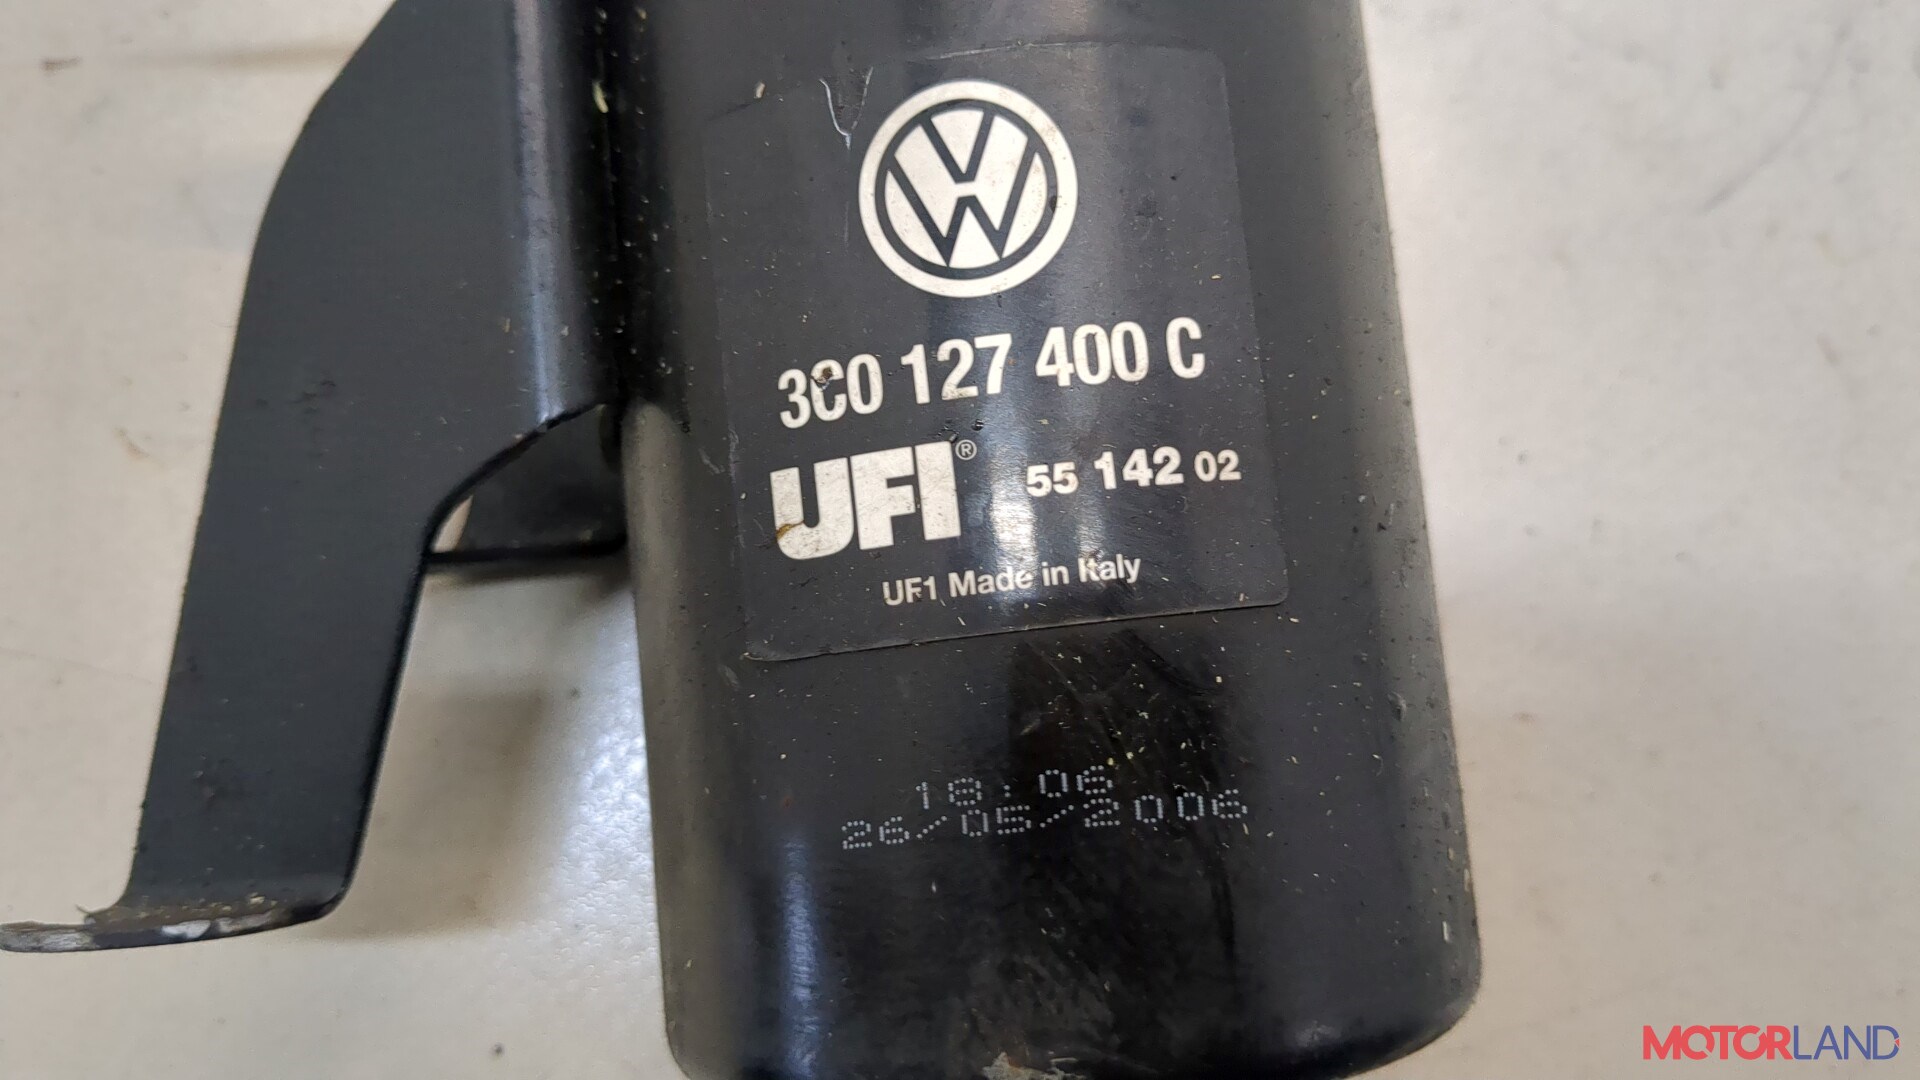 3C0 127 400 C
UFI® 55 142 02
UF1 Made in Italy
18:06
26/05/2006
MOTORLAND